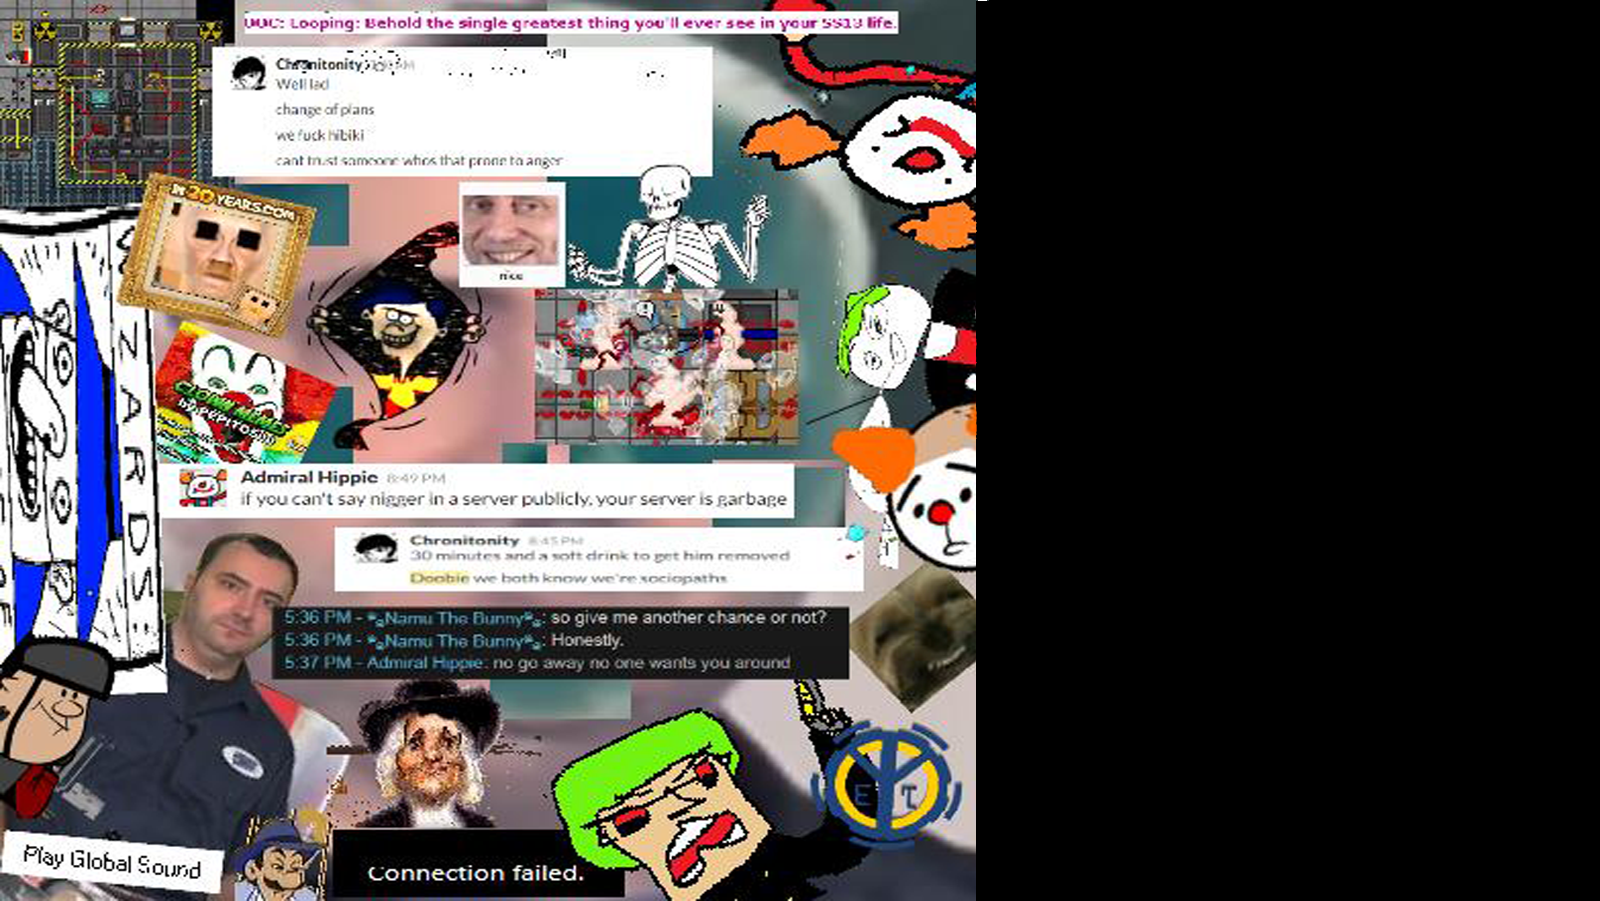 OOC: Looping: Behold the single greatest thing you'll ever see in your SS13 life.
Chronitonity
Well lad
change of plans
we fuck hibiki
cant trust someone whos that prone to anger
IN 20 YEARS.COM
nice
CLOWN MEMES
by PEPITO
ZARDS
Admiral Hippie 8:49 PM
if you can't say nigger in a server publicly, your server is garbage
Chronitonity 8:45 PM
30 minutes and a soft drink to get him removed
Doobie we both know we're sociopaths
5:36 PM - Namu The Bunny: so give me another chance or not?
5:36 PM - Namu The Bunny: Honestly.
5:37 PM - Admiral Hippie: no go away no one wants you around
E T
Play Global Sound
Connection failed.